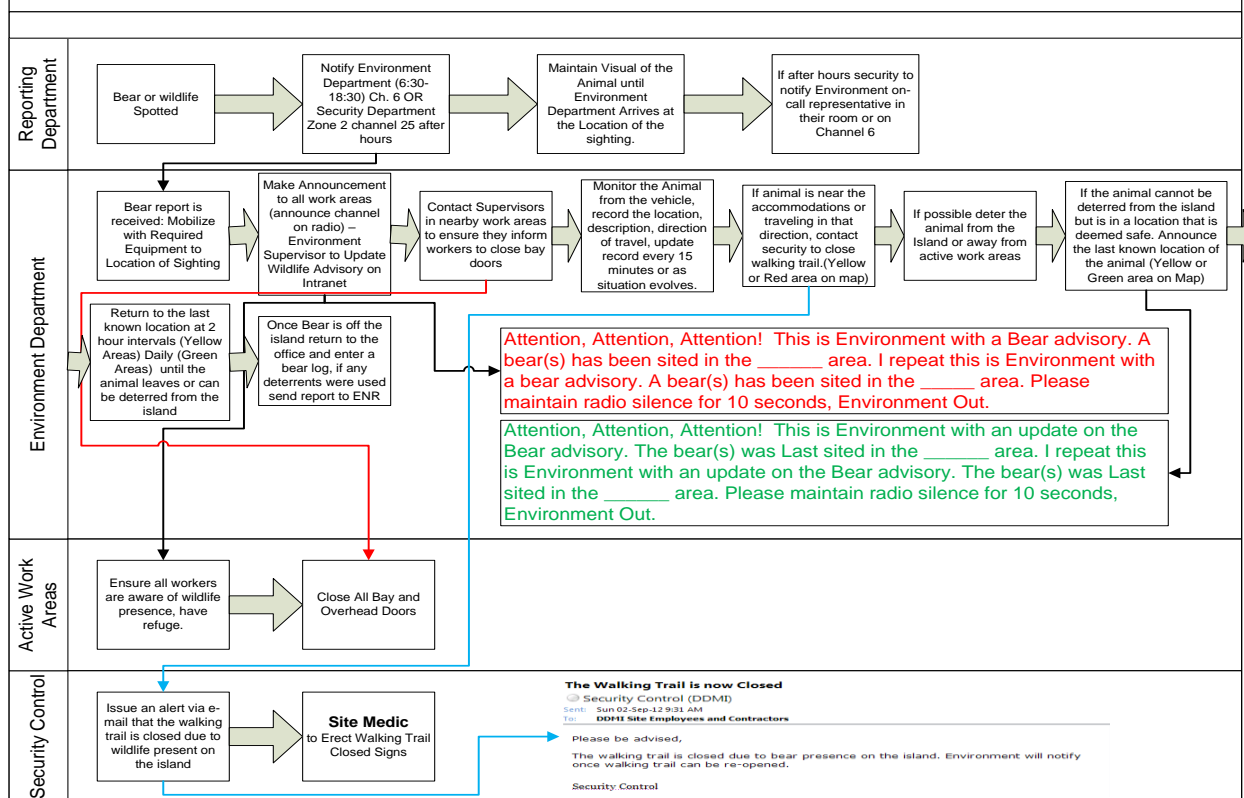 Reporting
Department
Bear or wildlife
Spotted
Notify Environment
Department (6:30-
18:30) Ch. 6 OR
Security Department
Zone 2 channel 25 after
hours
Maintain Visual of the
Animal until
Environment
Department Arrives at
the Location of the
sighting.
If after hours security to
notify Environment on-
call representative in
their room or on
Channel 6
Environment Department
Bear report is
received: Mobilize
with Required
Equipment to
Location of Sighting
Make Announcement
to all work areas
(announce channel
on radio) –
Environment
Supervisor to Update
Wildlife Advisory on
Intranet
Contact Supervisors
in nearby work areas
to ensure they inform
workers to close bay
doors
Monitor the Animal
from the vehicle,
record the location,
description, direction
of travel, update
record every 15
minutes or as
situation evolves.
If animal is near the
accommodations or
traveling in that
direction, contact
security to close
walking trail.(Yellow
or Red area on map)
If possible deter the
animal from the
Island or away from
active work areas
If the animal cannot be
deterred from the island
but is in a location that is
deemed safe. Announce
the last known location of
the animal (Yellow or
Green area on Map)
Return to the last
known location at 2
hour intervals (Yellow
Areas) Daily (Green
Areas)  until the
animal leaves or can
be deterred from the
island
Once Bear is off the
island return to the
office and enter a
bear log, if any
deterrents were used
send report to ENR
Attention, Attention, Attention!  This is Environment with a Bear advisory. A
bear(s) has been sited in the ______ area. I repeat this is Environment with
a bear advisory. A bear(s) has been sited in the _____ area. Please
maintain radio silence for 10 seconds, Environment Out.
Attention, Attention, Attention!  This is Environment with an update on the
Bear advisory. The bear(s) was Last sited in the ______ area. I repeat this
is Environment with an update on the Bear advisory. The bear(s) was Last
sited in the ______ area. Please maintain radio silence for 10 seconds,
Environment Out.
Active Work
Areas
Ensure all workers
are aware of wildlife
presence, have
refuge.
Close All Bay and
Overhead Doors
Security Control
Issue an alert via e-
mail that the walking
trail is closed due to
wildlife present on
the island
Site Medic
to Erect Walking Trail
Closed Signs
The Walking Trail is now Closed
Security Control (DDMI)
Sent: Sun 02-Sep-12 9:31 AM
To: DDMI Site Employees and Contractors
Please be advised,
The walking trail is closed due to bear presence on the island. Environment will notify
once walking trail can be re-opened.
Security Control